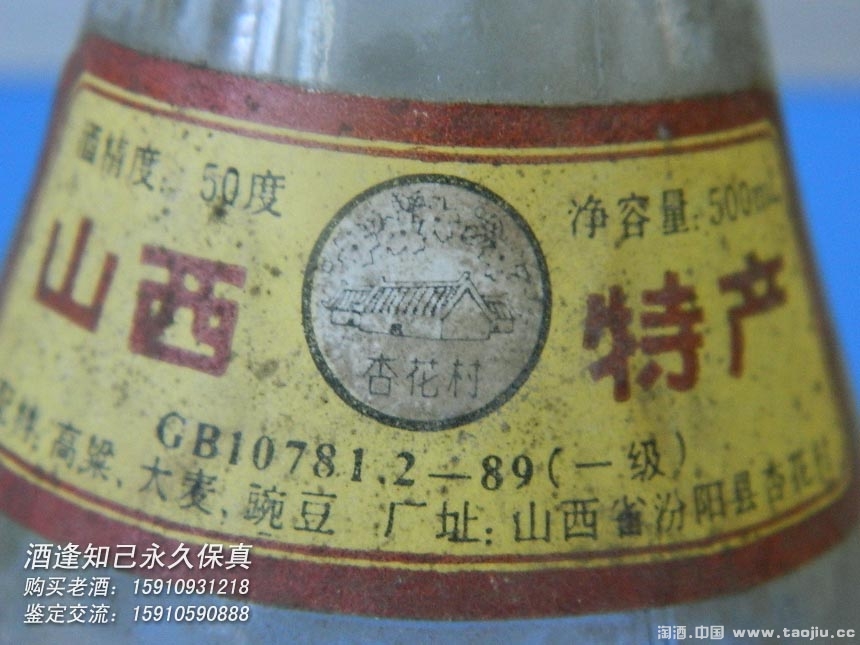 酒精度: 50度
净容量: 500mL
山西
特产
杏花村
GB10781.2—89(一级)
配料:高粱、大麦、豌豆 厂址:山西省汾阳县杏花村
酒逢知己永久保真
购买老酒：15910931218
鉴定交流：15910590888
淘酒.中国 www.taojiu.cc